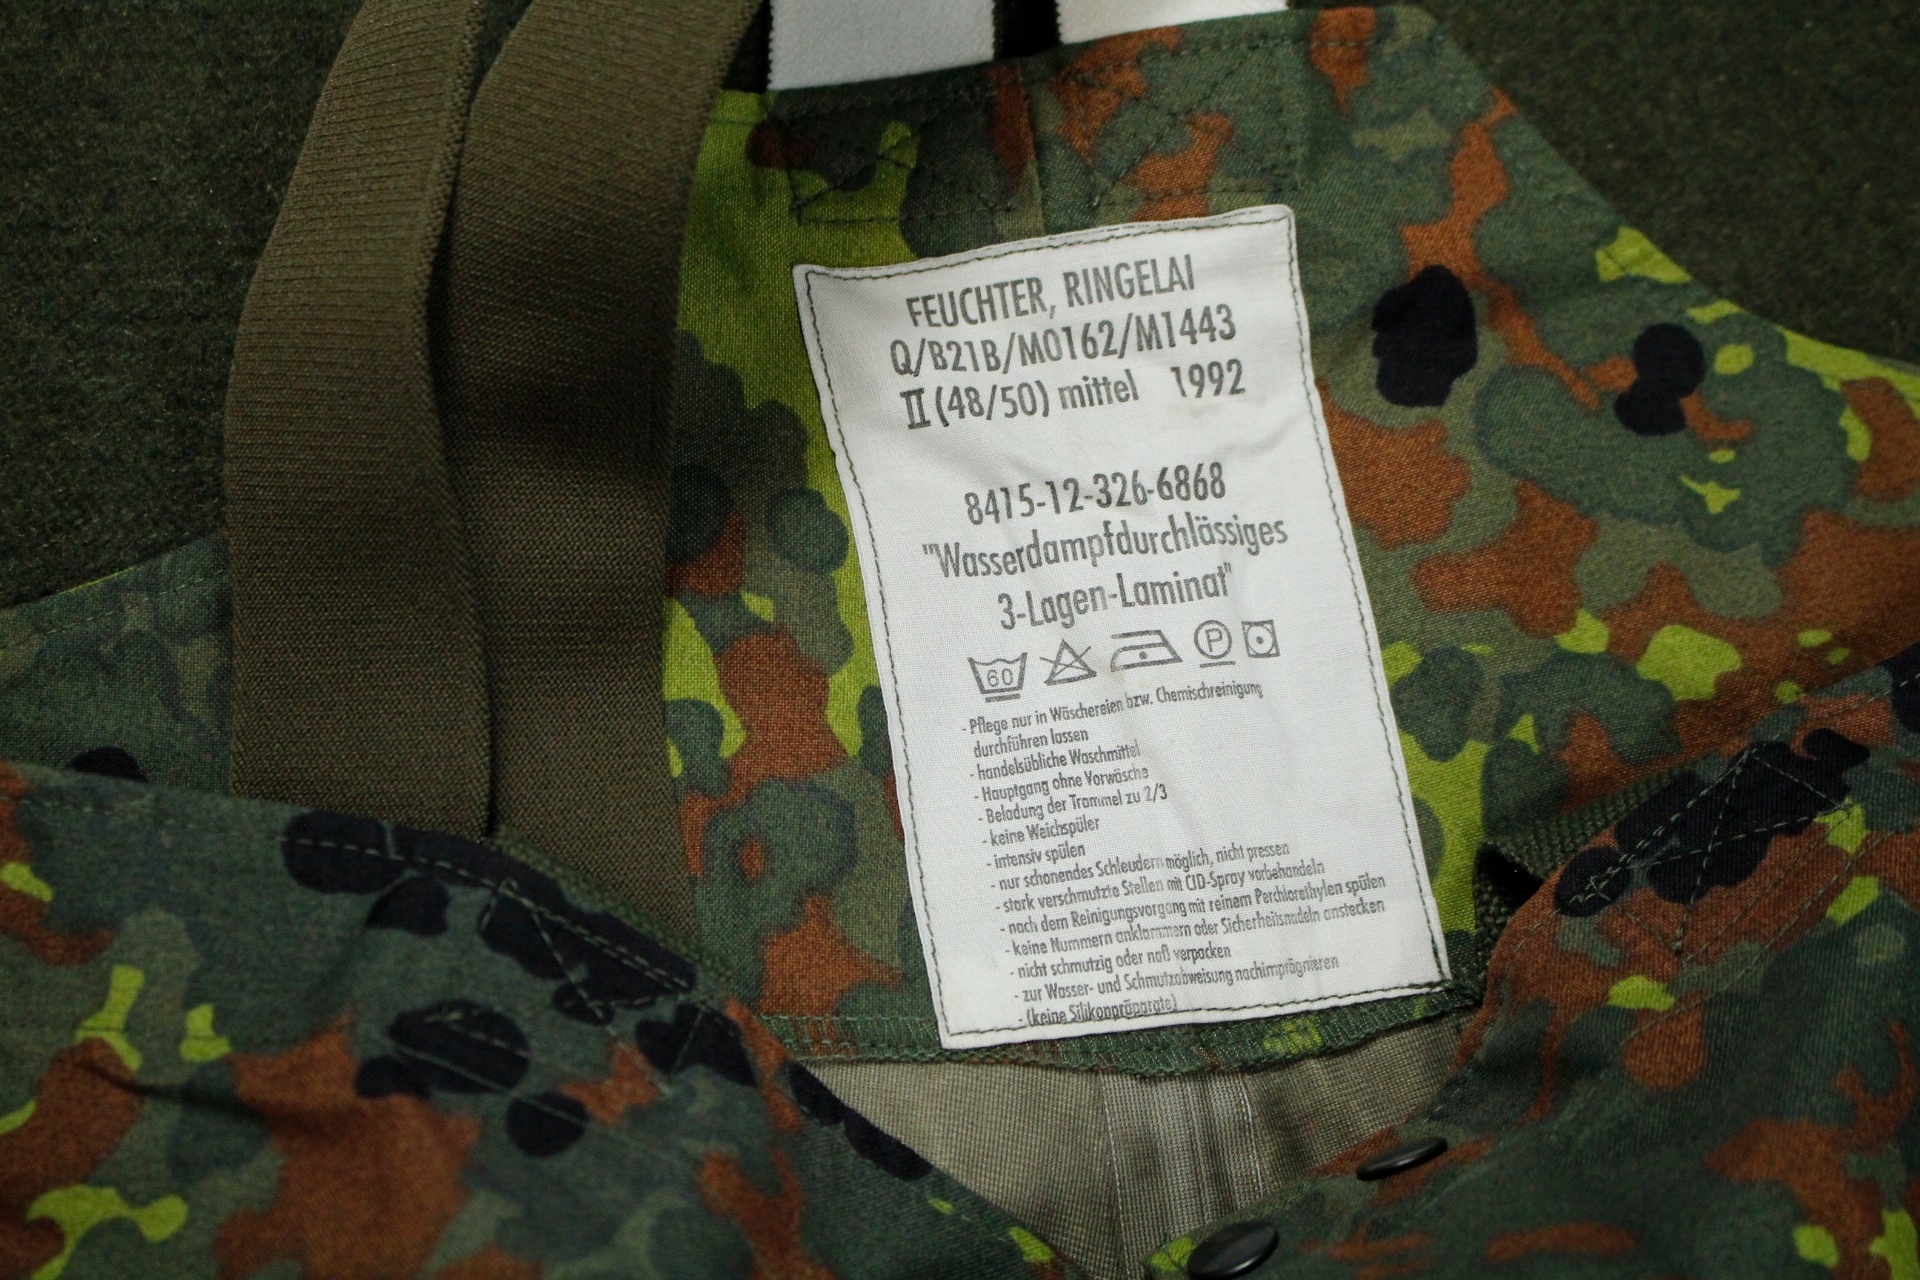 FEUCHTER, RINGELAI
Q/B21B/M0162/M1443
II (48/50) mittel 1992
8415-12-326-6868
"Wasserdampfdurchlässiges
3-Lagen-Laminat"
60 P
- Pflege nur in Wäschereien bzw. Chemischreinigung
durchführen lassen
- handelsübliche Waschmittel
- Hauptgang ohne Vorwäsche
- Beladung der Trommel zu 2/3
- keine Weichspüler
- intensiv spülen
- nur schonendes Schleudern möglich, nicht pressen
- stark verschmutzte Stellen mit CID-Spray vorbehandeln
- nach dem Reinigungsvorgang mit reinem Perchlorethylen spülen
- keine Nummern anklammern oder Sicherheitsnadeln anstecken
- nicht schmutzig oder naß verpacken
- zur Wasser- und Schmutzabweisung nachimprägnieren
- (keine Silikonpräparate)